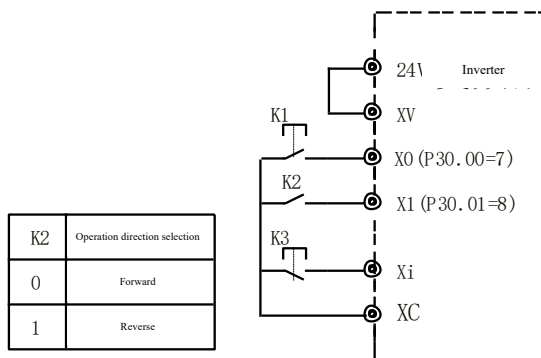 24V Inverter
XV
K1
X0(P30.00=7)
K2
X1(P30.01=8)
K3
Xi
XC
K2 Operation direction selection
0 Forward
1 Reverse